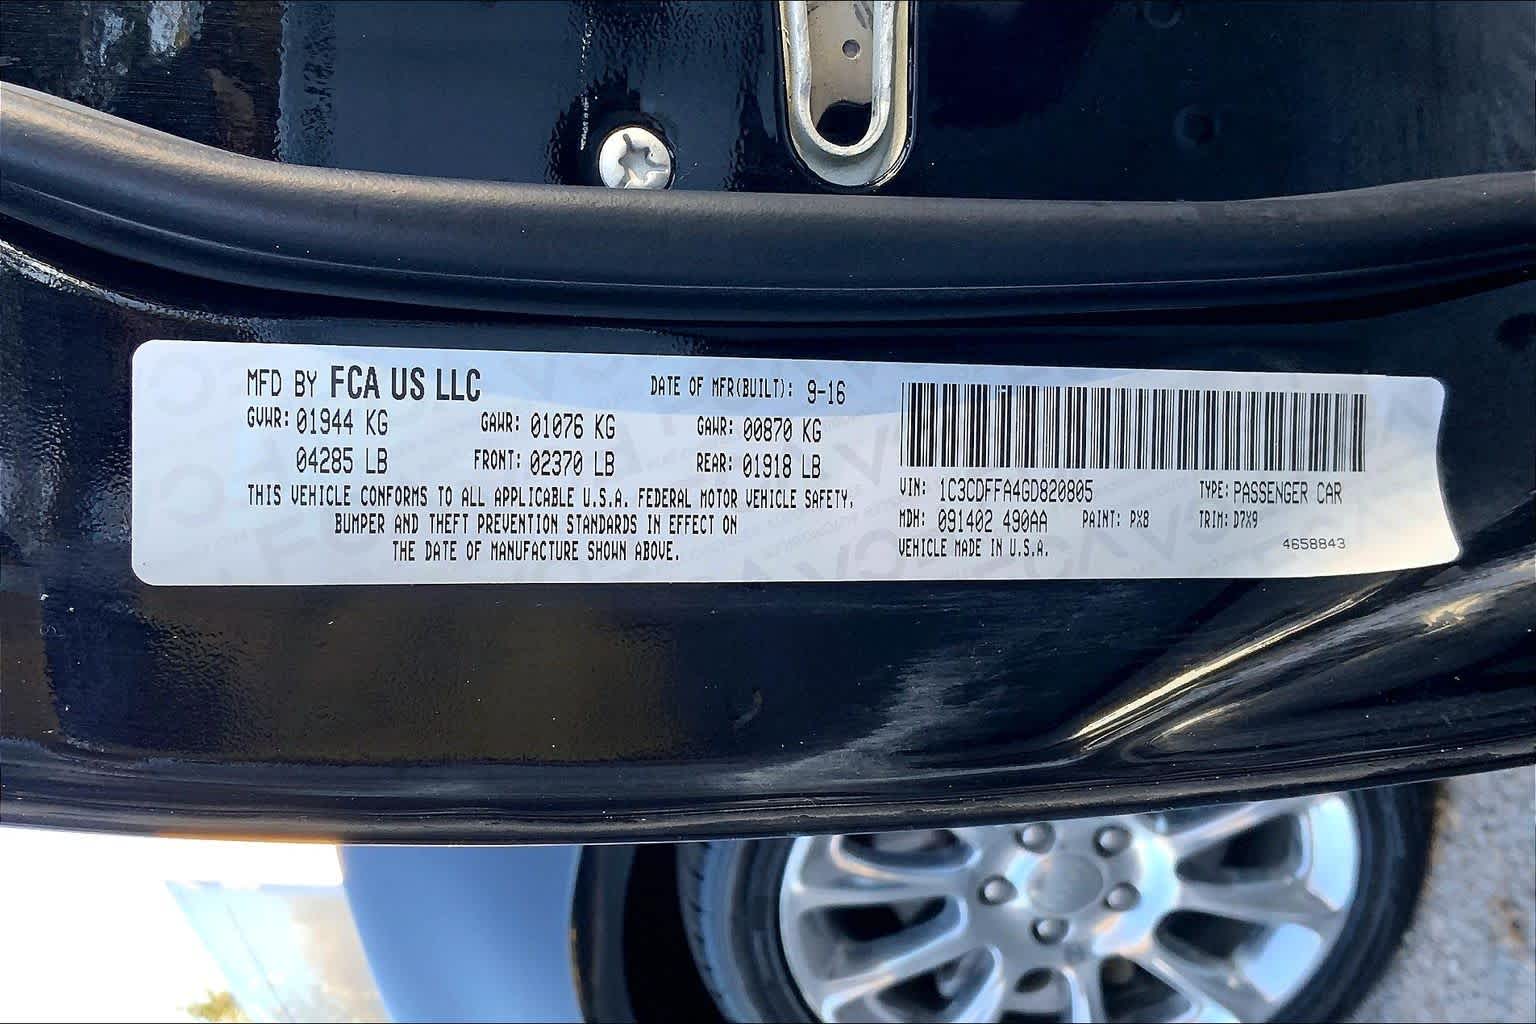 MFD BY FCA US LLC DATE OF MFR(BUILT): 9-16
GVWR: 01944 KG GAWR: 01076 KG GAWR: 00870 KG
04285 LB FRONT: 02370 LB REAR: 01918 LB
THIS VEHICLE CONFORMS TO ALL APPLICABLE U.S.A. FEDERAL MOTOR VEHICLE SAFETY,
BUMPER AND THEFT PREVENTION STANDARDS IN EFFECT ON
THE DATE OF MANUFACTURE SHOWN ABOVE.
VIN: 1C3CDFFA4GD820805 TYPE: PASSENGER CAR
MDH: 091402 490AA PAINT: PX8 TRIM: D7X9
VEHICLE MADE IN U.S.A. 4658843